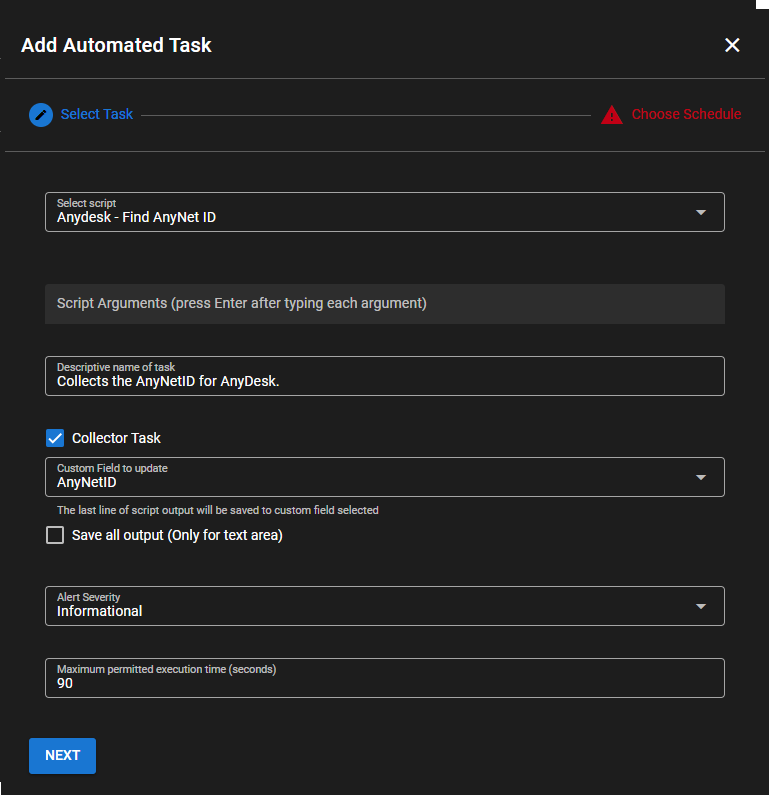 Add Automated Task
Select Task
Choose Schedule
Select script
Anydesk - Find AnyNet ID
Script Arguments (press Enter after typing each argument)
Descriptive name of task
Collects the AnyNetID for AnyDesk.
Collector Task
Custom Field to update
AnyNetID
The last line of script output will be saved to custom field selected
Save all output (Only for text area)
Alert Severity
Informational
Maximum permitted execution time (seconds)
90
NEXT